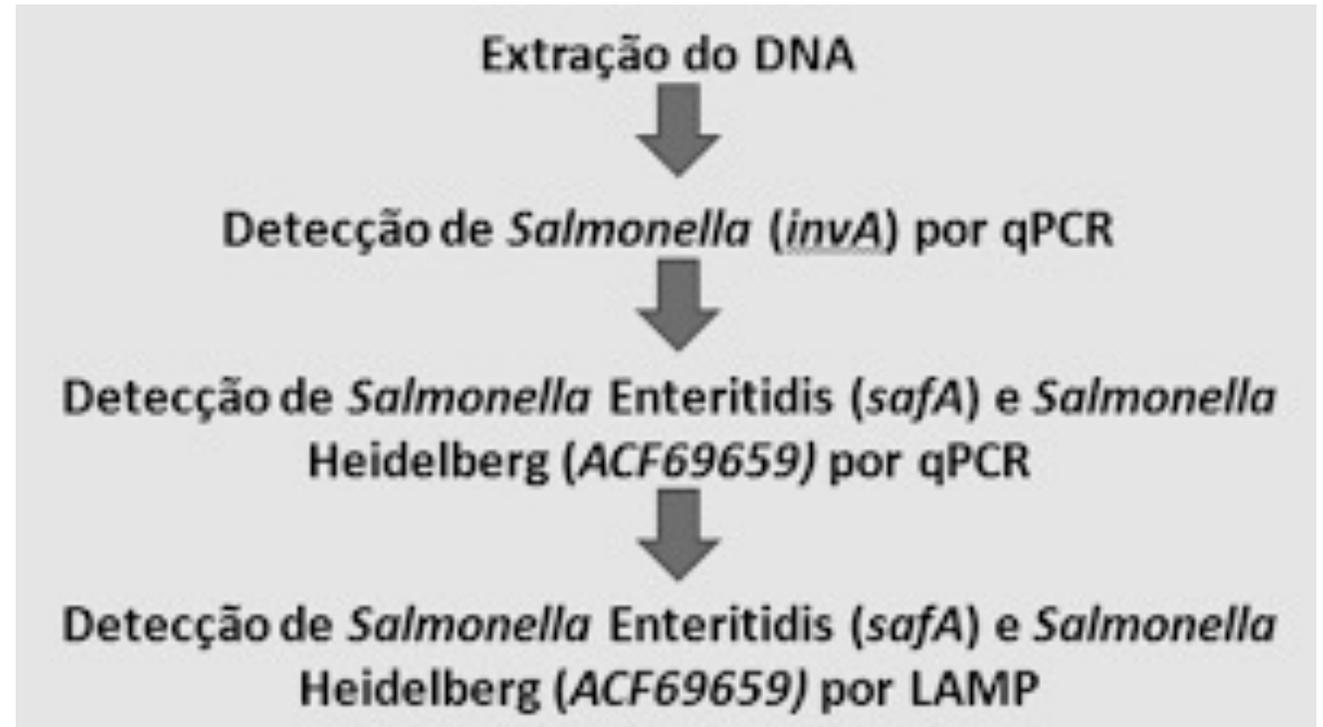 Extração do DNA
Detecção de Salmonella (invA) por qPCR
Detecção de Salmonella Enteritidis (safA) e Salmonella
Heidelberg (ACF69659) por qPCR
Detecção de Salmonella Enteritidis (safA) e Salmonella
Heidelberg (ACF69659) por LAMP